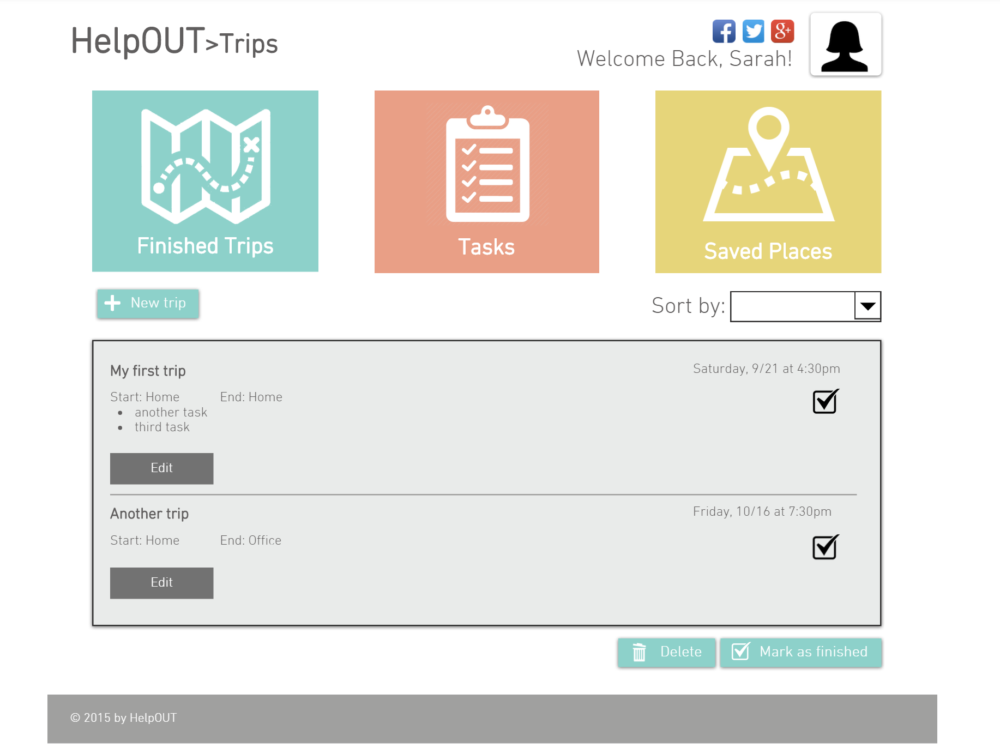 HelpOUT>Trips
Welcome Back, Sarah!
Finished Trips
Tasks
Saved Places
New trip
Sort by:
My first trip
Saturday, 9/21 at 4:30pm
Start: Home End: Home
• another task
• third task
Edit
Another trip
Friday, 10/16 at 7:30pm
Start: Home End: Office
Edit
Delete
Mark as finished
© 2015 by HelpOUT